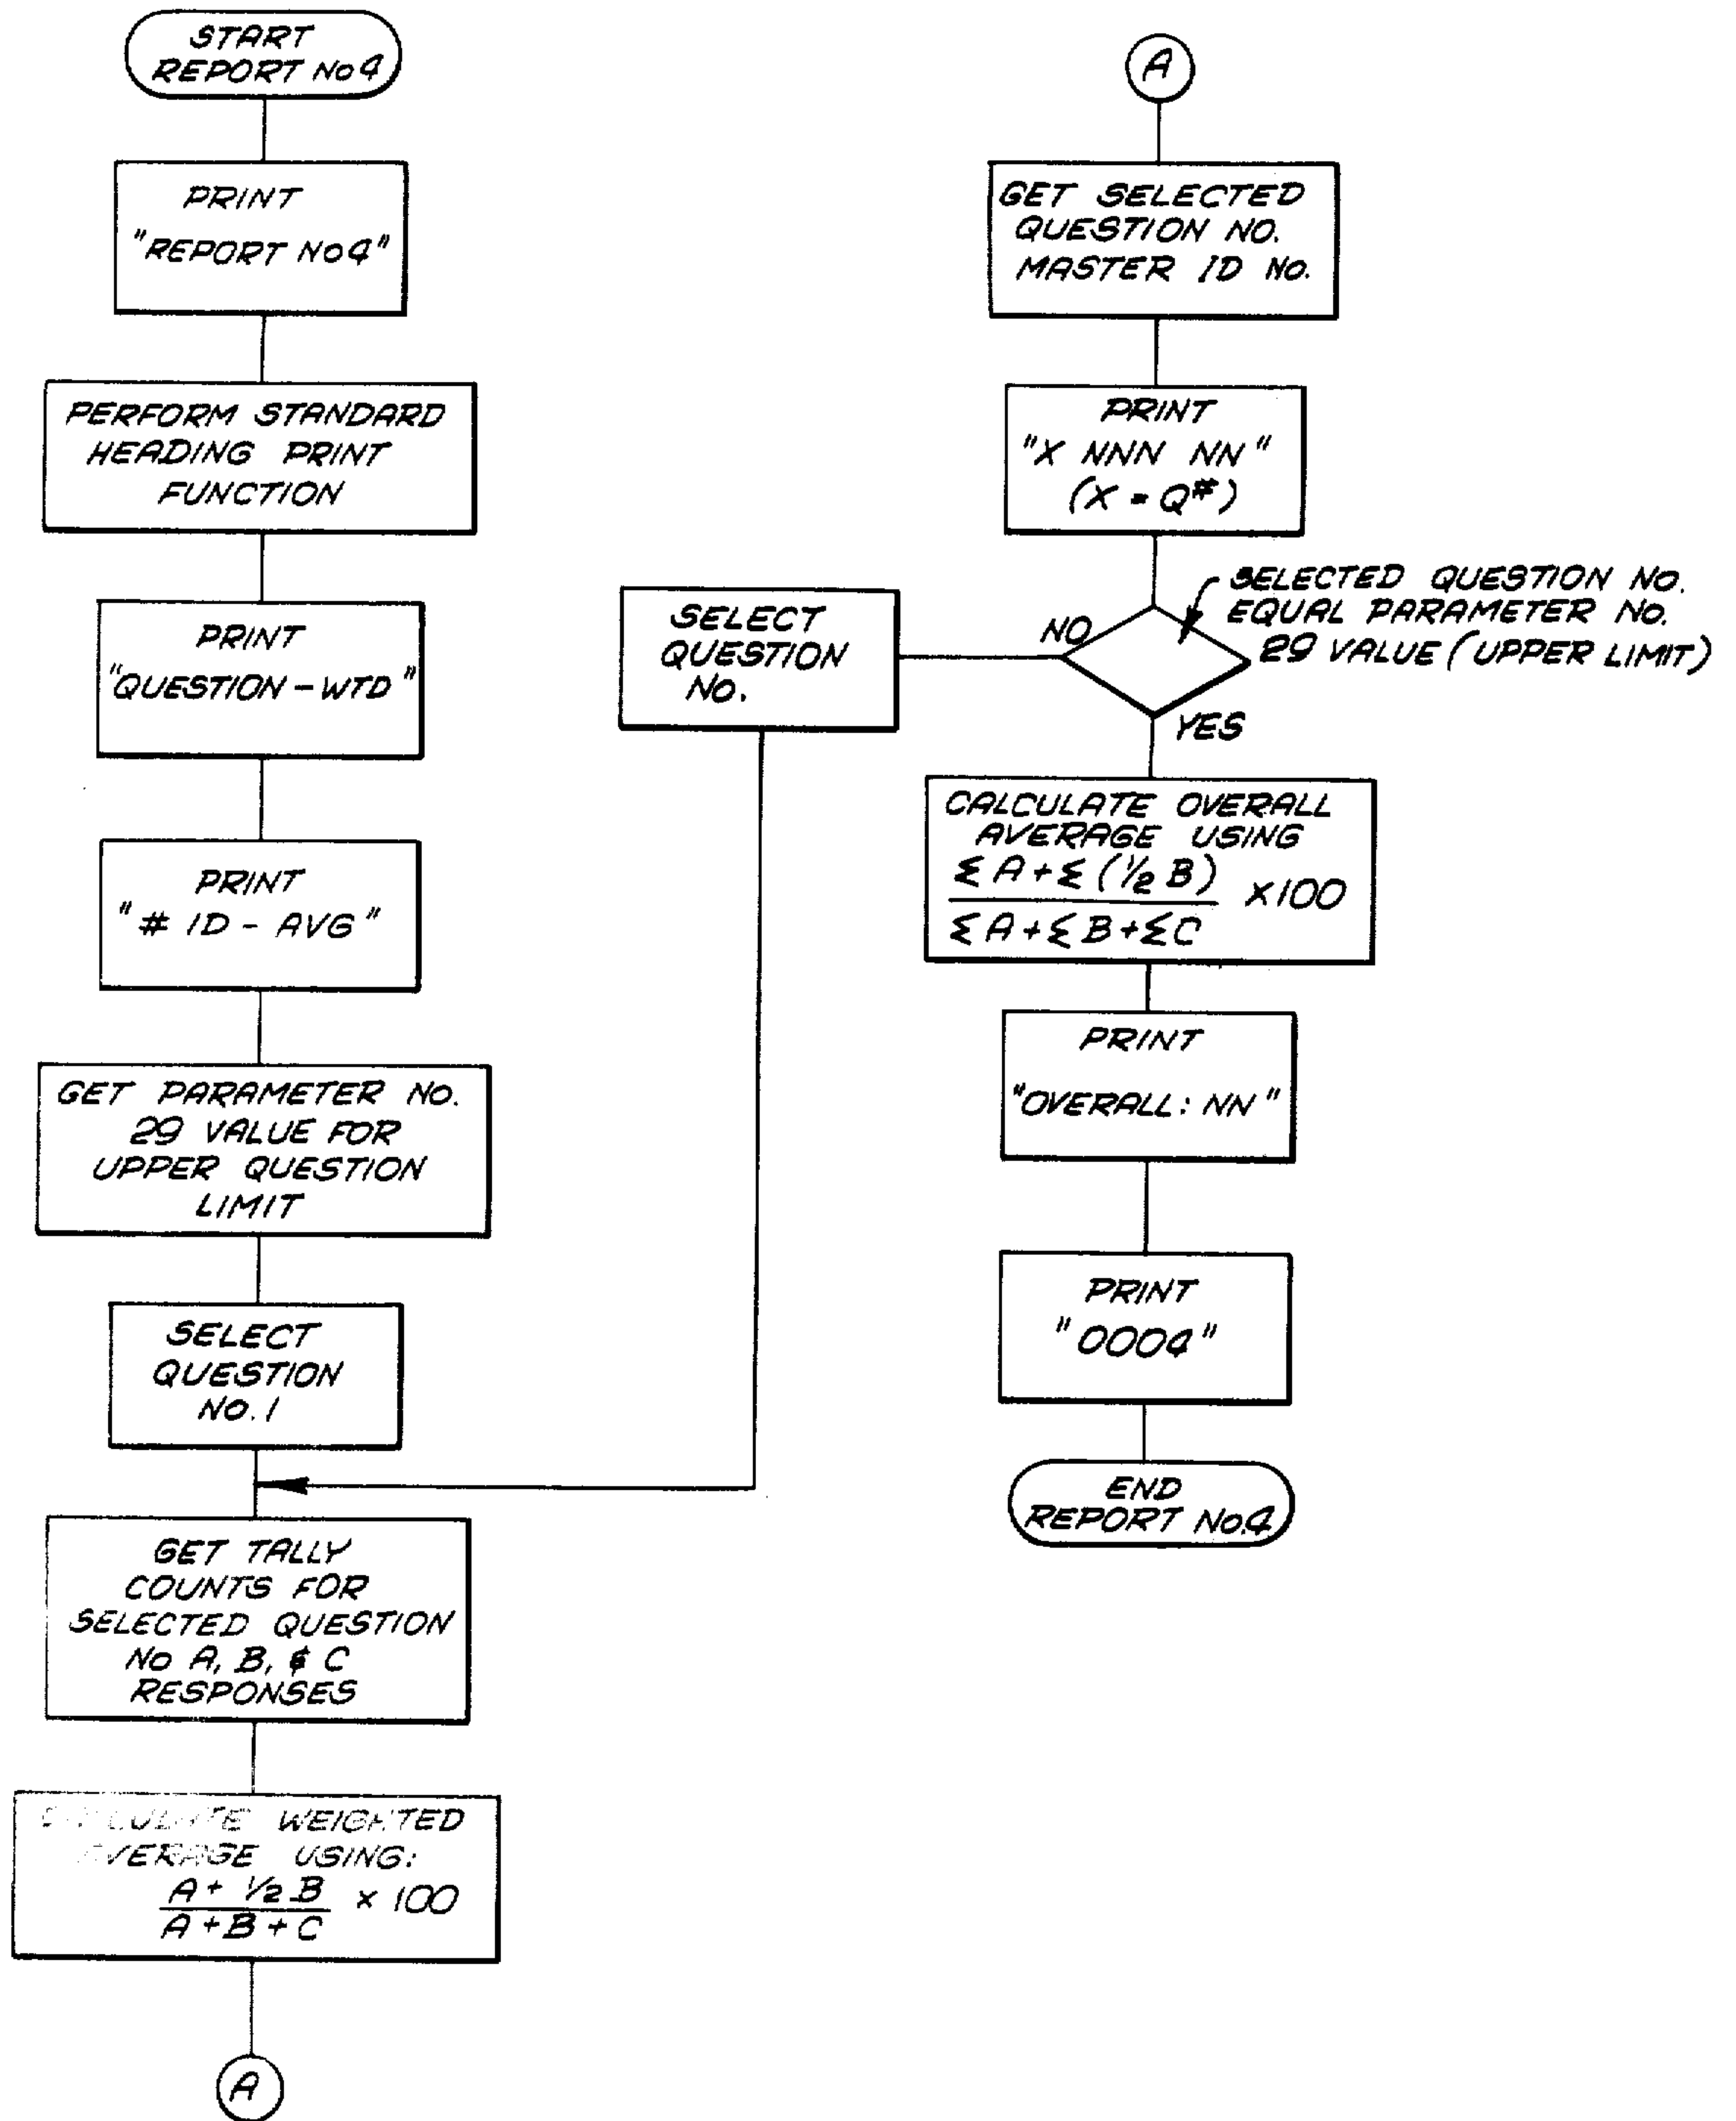 START
REPORT No 4
PRINT
"REPORT No 4"
PERFORM STANDARD
HEADING PRINT
FUNCTION
PRINT
"QUESTION - WTD"
PRINT
"# ID - AVG"
GET PARAMETER NO.
29 VALUE FOR
UPPER QUESTION
LIMIT
SELECT
QUESTION
NO. 1
GET TALLY
COUNTS FOR
SELECTED QUESTION
No A, B, & C
RESPONSES
CALCULATE WEIGHTED
AVERAGE USING:
A + 1/2 B
A + B + C
x 100
A
A
GET SELECTED
QUESTION NO.
MASTER ID No.
PRINT
"X NNN NN"
(X = Q#)
SELECTED QUESTION NO.
EQUAL PARAMETER NO.
29 VALUE (UPPER LIMIT)
NO
YES
SELECT
QUESTION
No.
CALCULATE OVERALL
AVERAGE USING
Σ A + Σ (1/2 B)
Σ A + Σ B + Σ C
x 100
PRINT
"OVERALL: NN"
PRINT
"0004"
END
REPORT No. 4